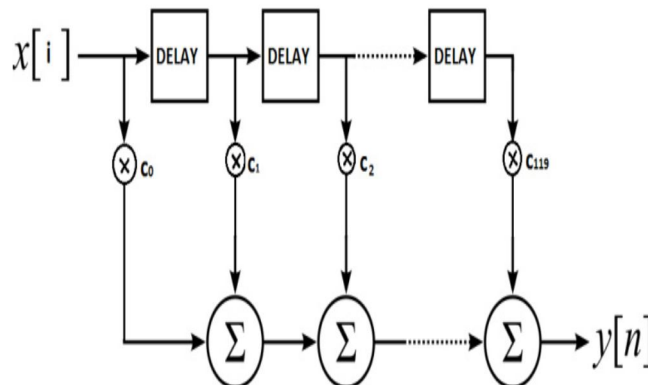 x[i] DELAY DELAY DELAY
C₀ C₁ C₂ C₁₁₉
Σ Σ Σ y[n]